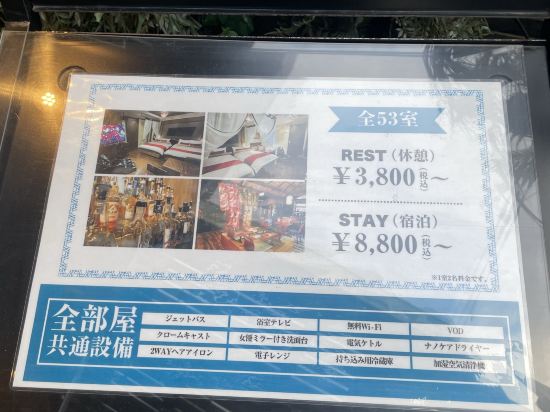 全53室
REST（休憩）
￥3,800（税込）～
STAY（宿泊）
￥8,800（税込）～
※1室2名料金です。
全部屋
共通設備
ジェットバス 浴室テレビ 無料Wi-Fi VOD
クロームキャスト 女優ミラー付き洗面台 電気ケトル ナノケアドライヤー
2WAYヘアアイロン 電子レンジ 持ち込み用冷蔵庫 加湿空気清浄機